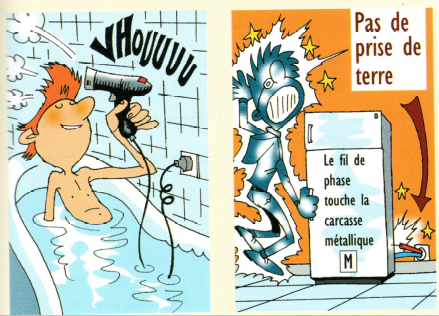 VHOUUUU
Pas de
prise de
terre
Le fil de
phase
touche la
carcasse
métallique
M